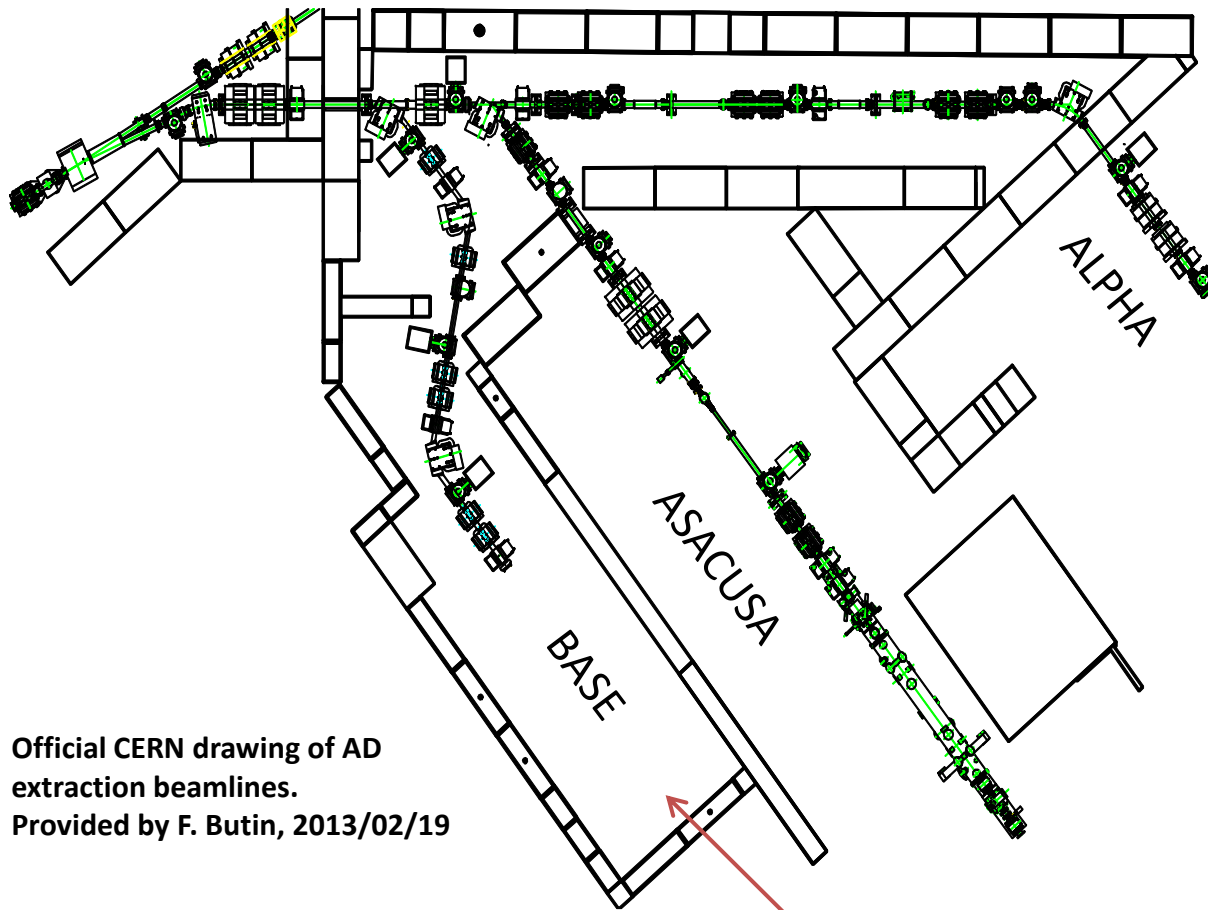 ALPHA
ASACUSA
BASE
Official CERN drawing of AD
extraction beamlines.
Provided by F. Butin, 2013/02/19